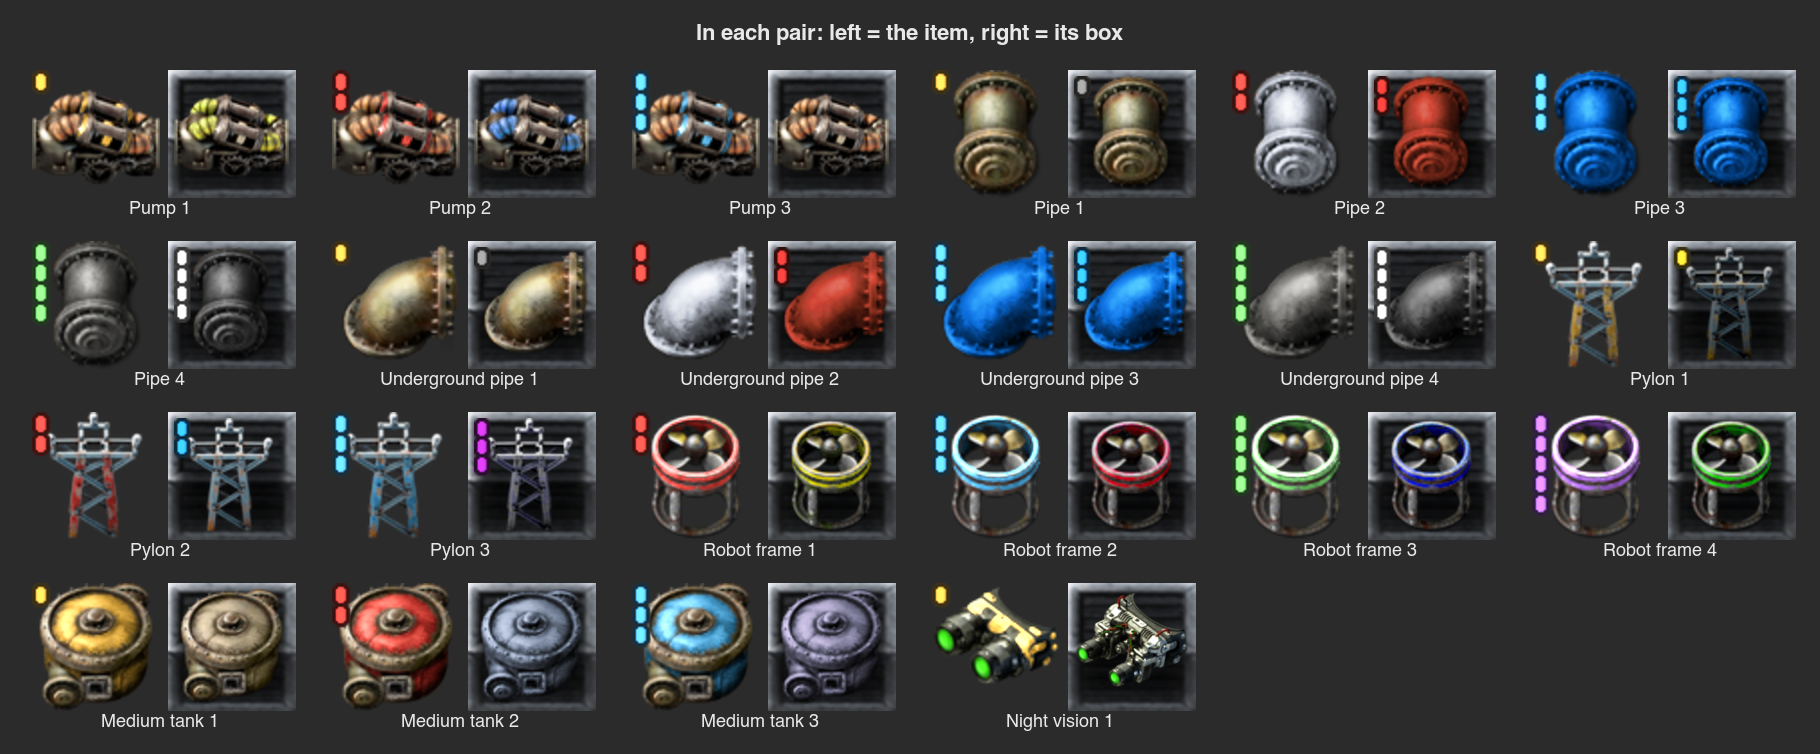 In each pair: left = the item, right = its box
Pump 1
Pump 2
Pump 3
Pipe 1
Pipe 2
Pipe 3
Pipe 4
Underground pipe 1
Underground pipe 2
Underground pipe 3
Underground pipe 4
Pylon 1
Pylon 2
Pylon 3
Robot frame 1
Robot frame 2
Robot frame 3
Robot frame 4
Medium tank 1
Medium tank 2
Medium tank 3
Night vision 1